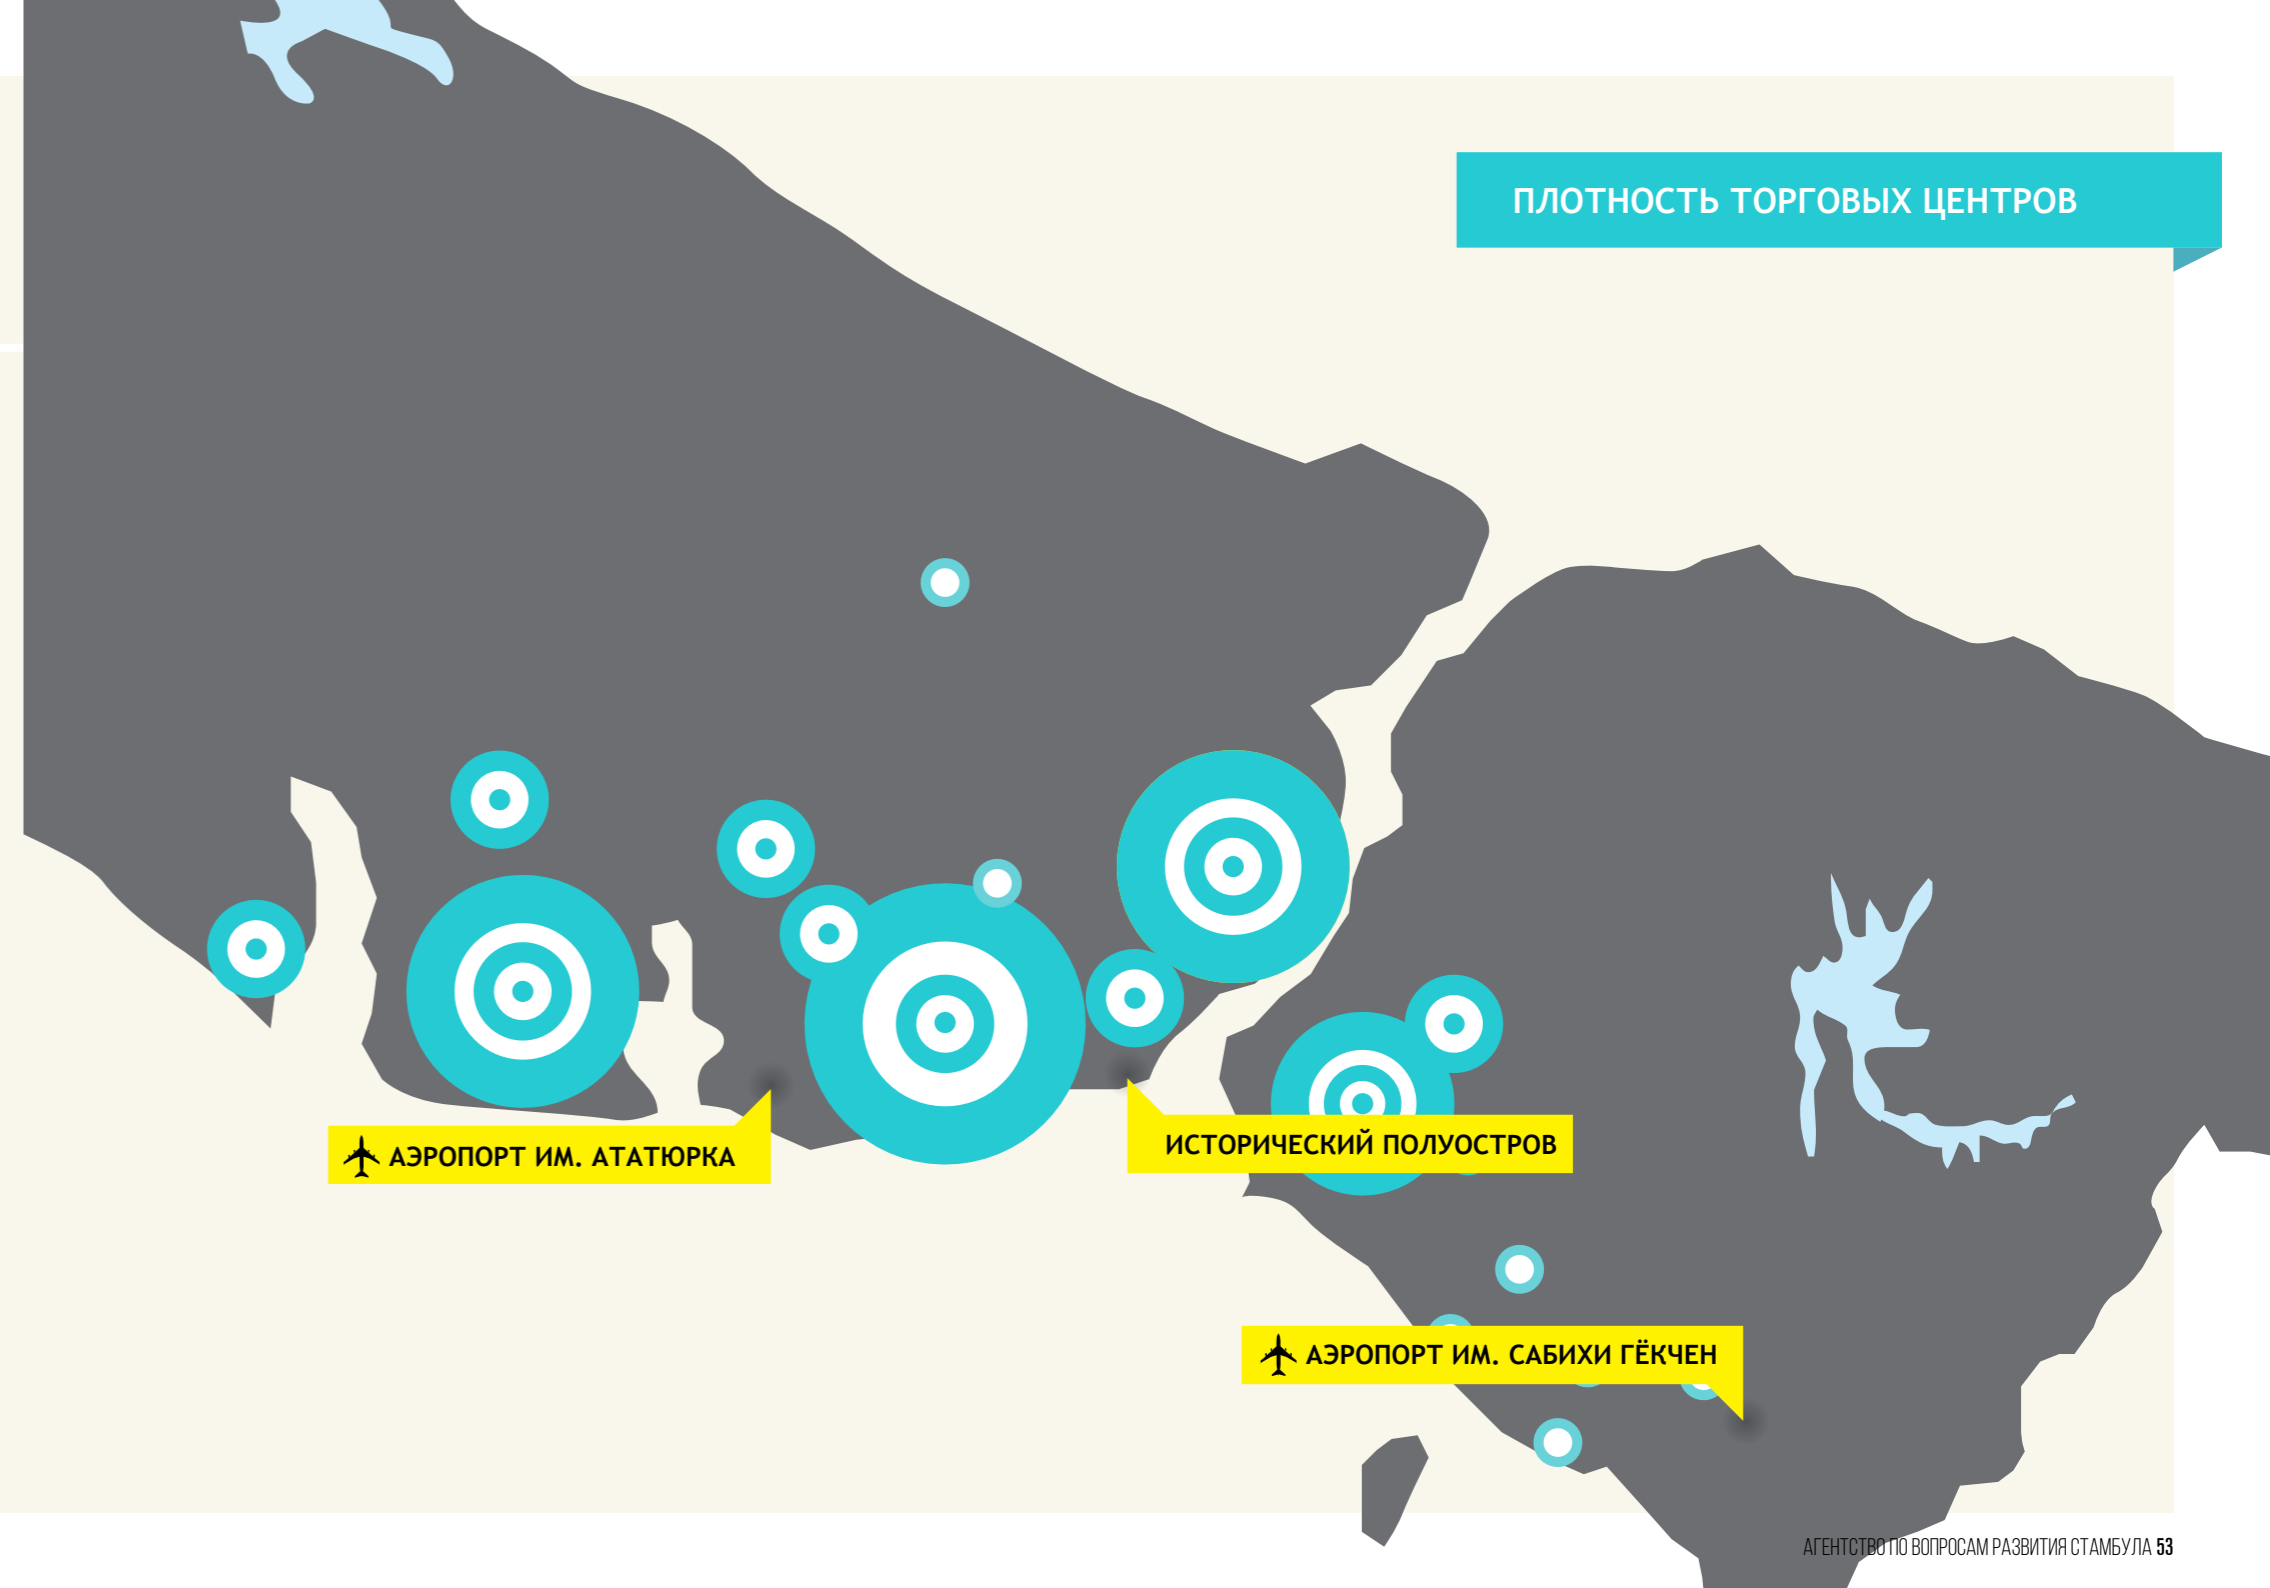 ПЛОТНОСТЬ ТОРГОВЫХ ЦЕНТРОВ
АЭРОПОРТ ИМ. АТАТЮРКА
ИСТОРИЧЕСКИЙ ПОЛУОСТРОВ
АЭРОПОРТ ИМ. САБИХИ ГЁКЧЕН
АГЕНТСТВО ПО ВОПРОСАМ РАЗВИТИЯ СТАМБУЛА 53